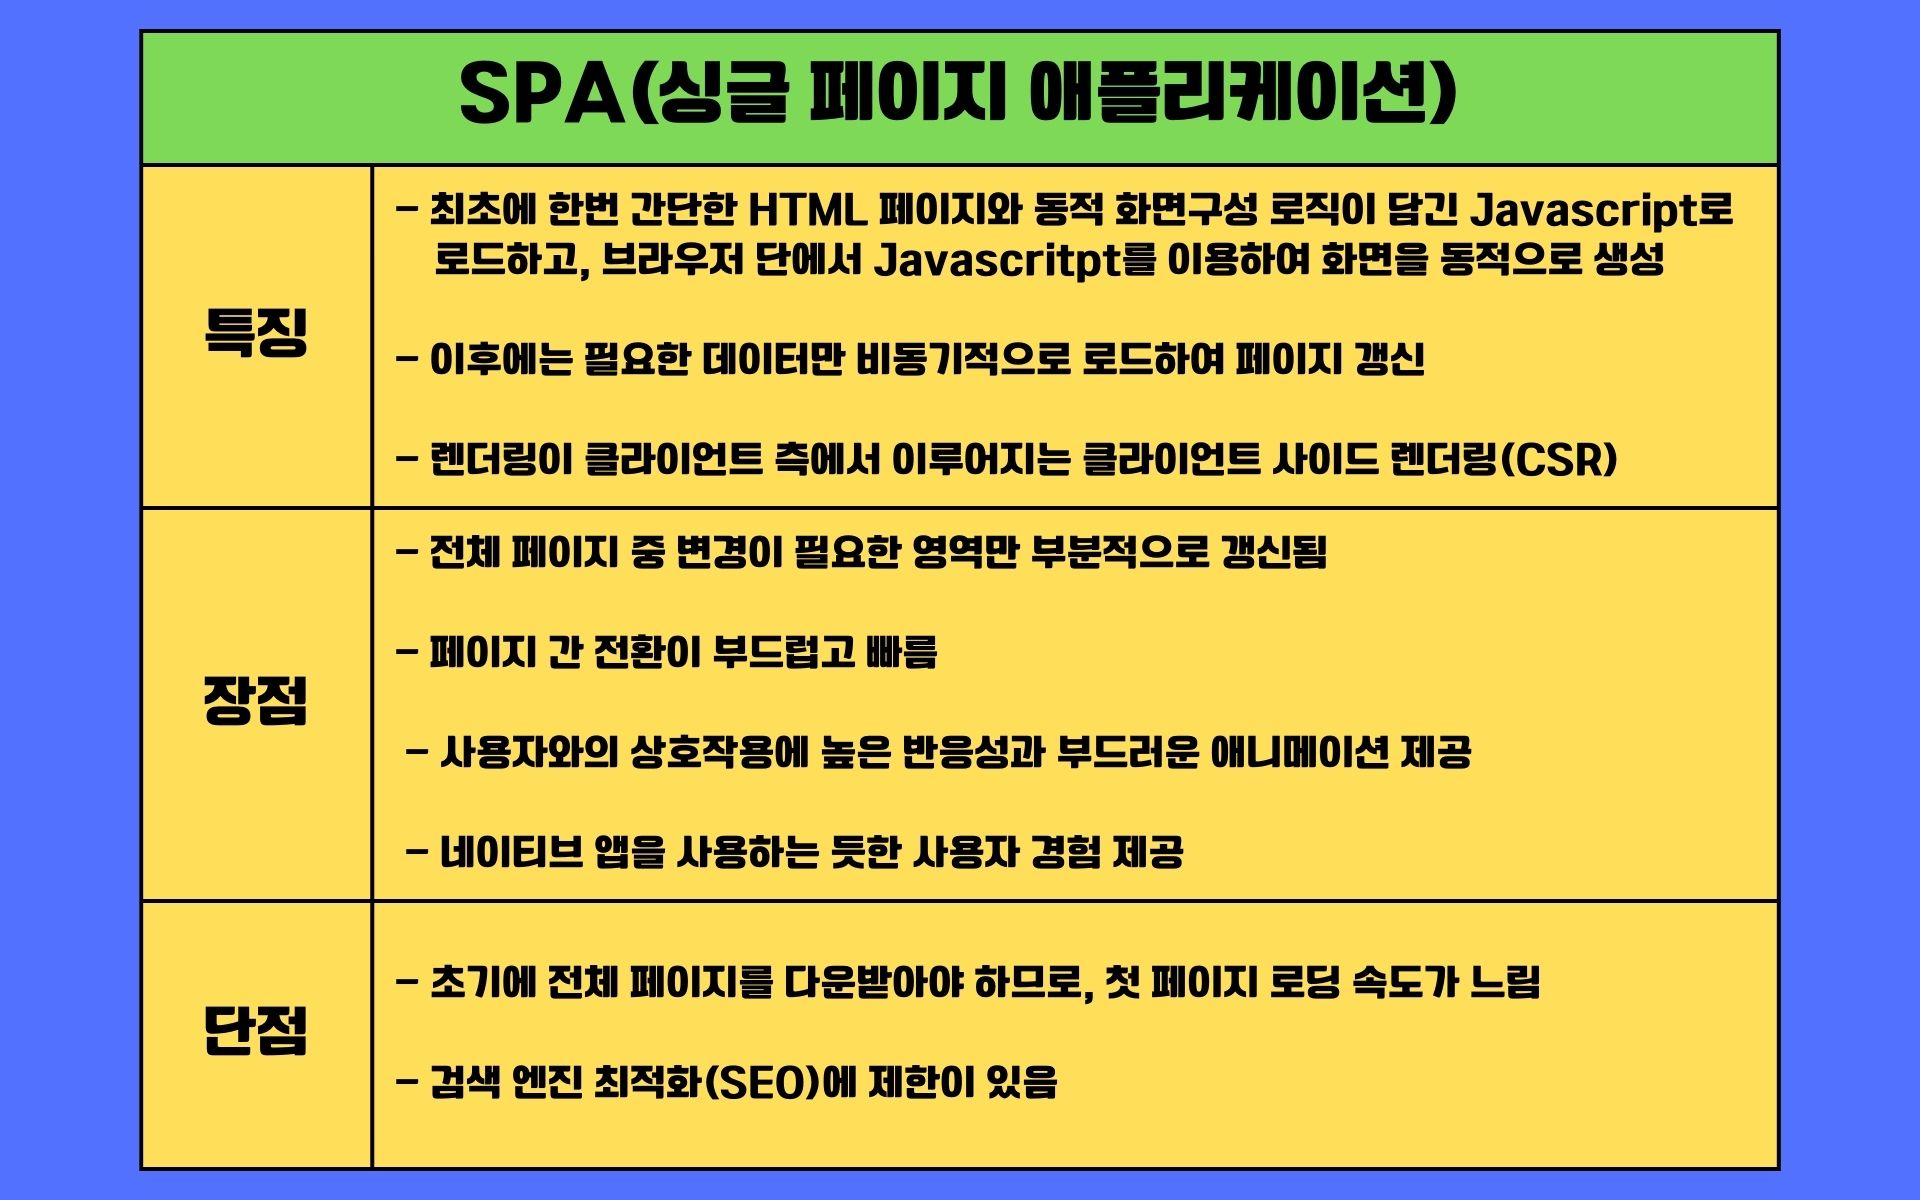 SPA(싱글 페이지 애플리케이션)
특징
- 최초에 한번 간단한 HTML 페이지와 동적 화면구성 로직이 담긴 Javascript로
로드하고, 브라우저 단에서 Javascritpt를 이용하여 화면을 동적으로 생성
- 이후에는 필요한 데이터만 비동기적으로 로드하여 페이지 갱신
- 렌더링이 클라이언트 측에서 이루어지는 클라이언트 사이드 렌더링(CSR)
장점
- 전체 페이지 중 변경이 필요한 영역만 부분적으로 갱신됨
- 페이지 간 전환이 부드럽고 빠름
- 사용자와의 상호작용에 높은 반응성과 부드러운 애니메이션 제공
- 네이티브 앱을 사용하는 듯한 사용자 경험 제공
단점
- 초기에 전체 페이지를 다운받아야 하므로, 첫 페이지 로딩 속도가 느림
- 검색 엔진 최적화(SEO)에 제한이 있음